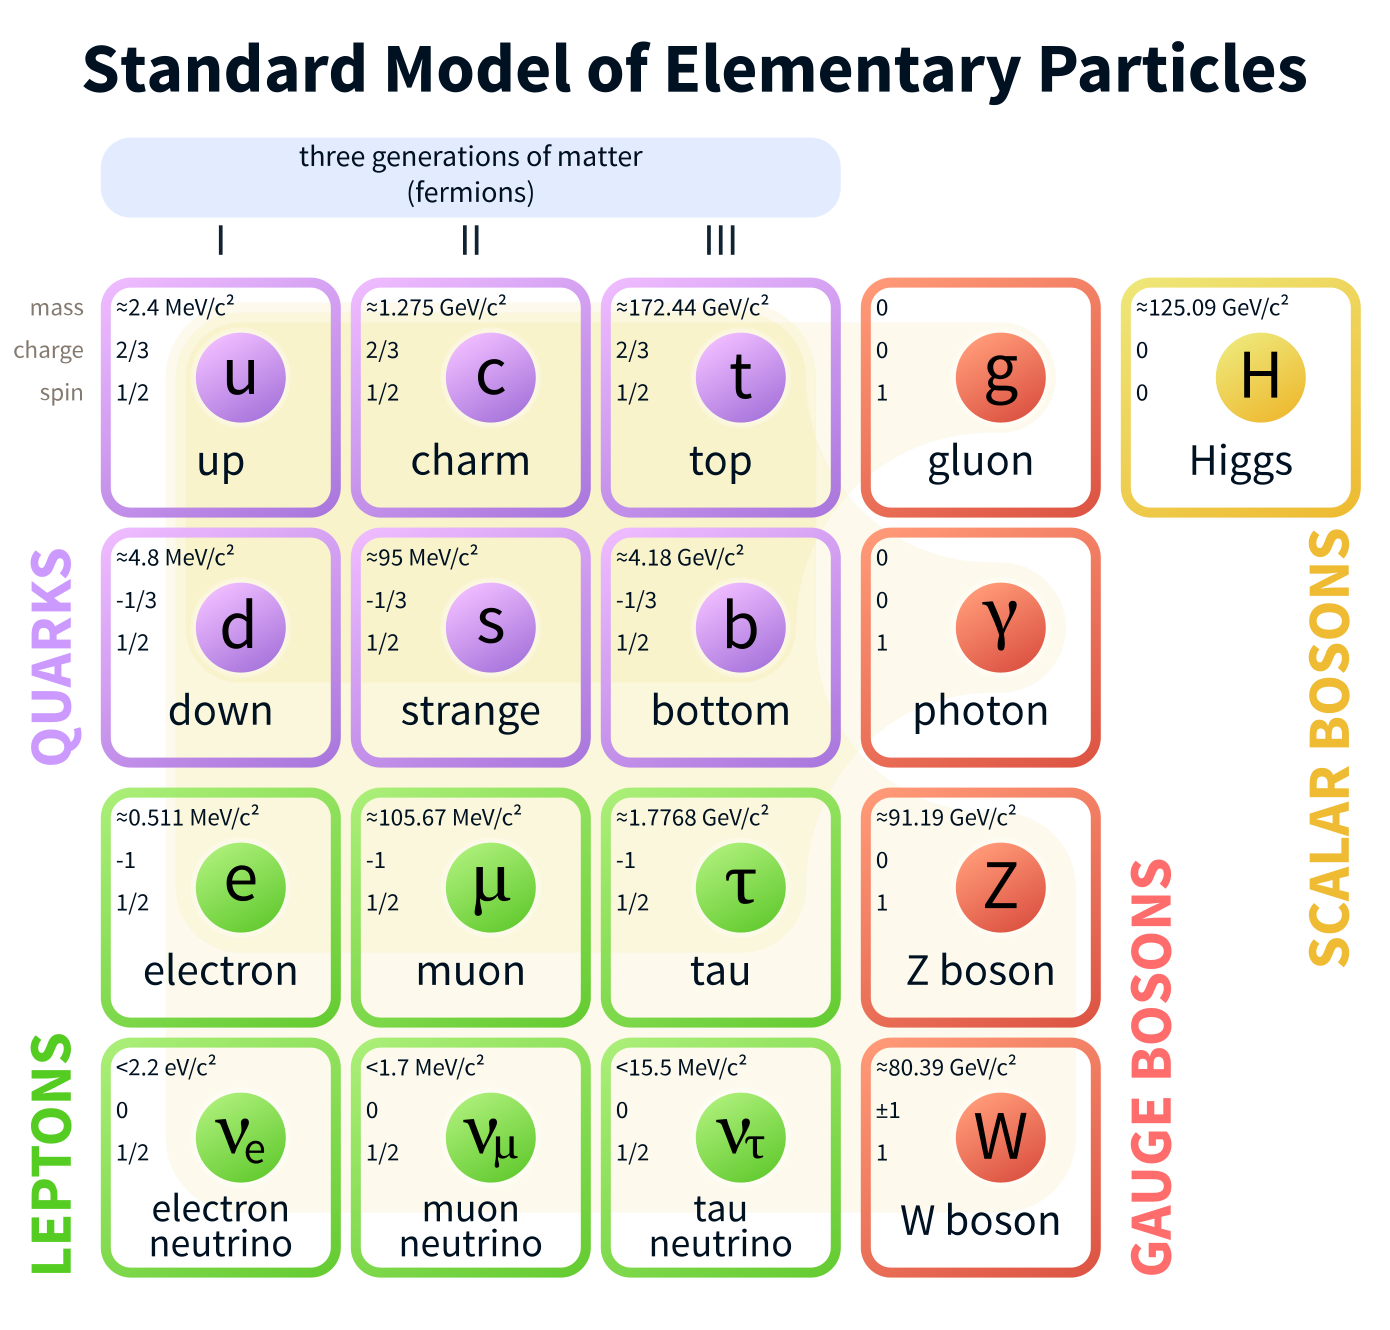 Standard Model of Elementary Particles
three generations of matter
(fermions)
I
II
III
mass
charge
spin
≈2.4 MeV/c²
2/3
1/2
u
up
≈1.275 GeV/c²
2/3
1/2
c
charm
≈172.44 GeV/c²
2/3
1/2
t
top
0
0
1
g
gluon
≈125.09 GeV/c²
0
0
H
Higgs
QUARKS
≈4.8 MeV/c²
-1/3
1/2
d
down
≈95 MeV/c²
-1/3
1/2
s
strange
≈4.18 GeV/c²
-1/3
1/2
b
bottom
0
0
1
γ
photon
SCALAR BOSONS
≈0.511 MeV/c²
-1
1/2
e
electron
≈105.67 MeV/c²
-1
1/2
μ
muon
≈1.7768 GeV/c²
-1
1/2
τ
tau
≈91.19 GeV/c²
0
1
Z
Z boson
GAUGE BOSONS
LEPTONS
<2.2 eV/c²
0
1/2
νe
electron
neutrino
<1.7 MeV/c²
0
1/2
νμ
muon
neutrino
<15.5 MeV/c²
0
1/2
ντ
tau
neutrino
≈80.39 GeV/c²
±1
1
W
W boson